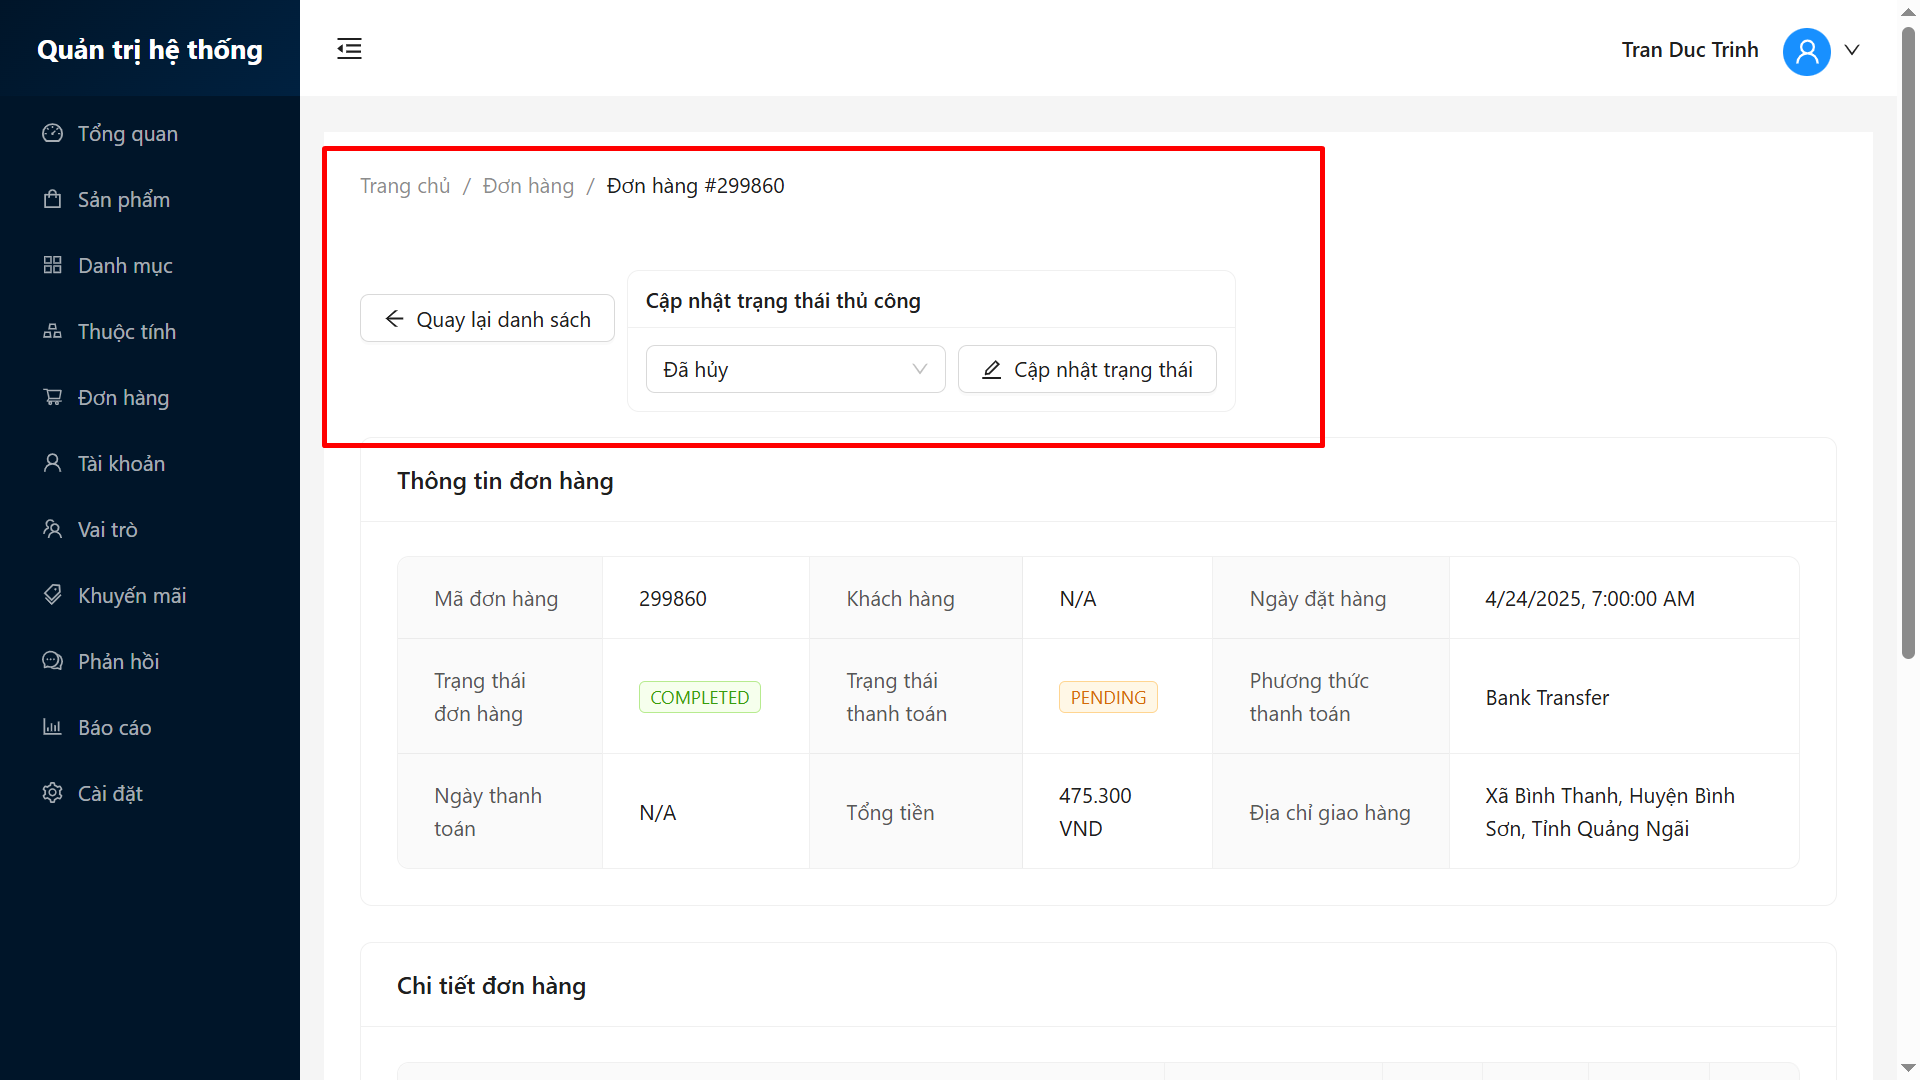 Quản trị hệ thống
Tran Duc Trinh
Tổng quan
Sản phẩm
Danh mục
Thuộc tính
Đơn hàng
Tài khoản
Vai trò
Khuyến mãi
Phản hồi
Báo cáo
Cài đặt
Trang chủ / Đơn hàng / Đơn hàng #299860
Quay lại danh sách
Cập nhật trạng thái thủ công
Đã hủy
Cập nhật trạng thái
Thông tin đơn hàng
Mã đơn hàng 299860 Khách hàng N/A Ngày đặt hàng 4/24/2025, 7:00:00 AM
Trạng thái
đơn hàng
COMPLETED
Trạng thái
thanh toán
PENDING
Phương thức
thanh toán
Bank Transfer
Ngày thanh
toán
N/A
Tổng tiền
475.300
VND
Địa chỉ giao hàng
Xã Bình Thanh, Huyện Bình
Sơn, Tỉnh Quảng Ngãi
Chi tiết đơn hàng